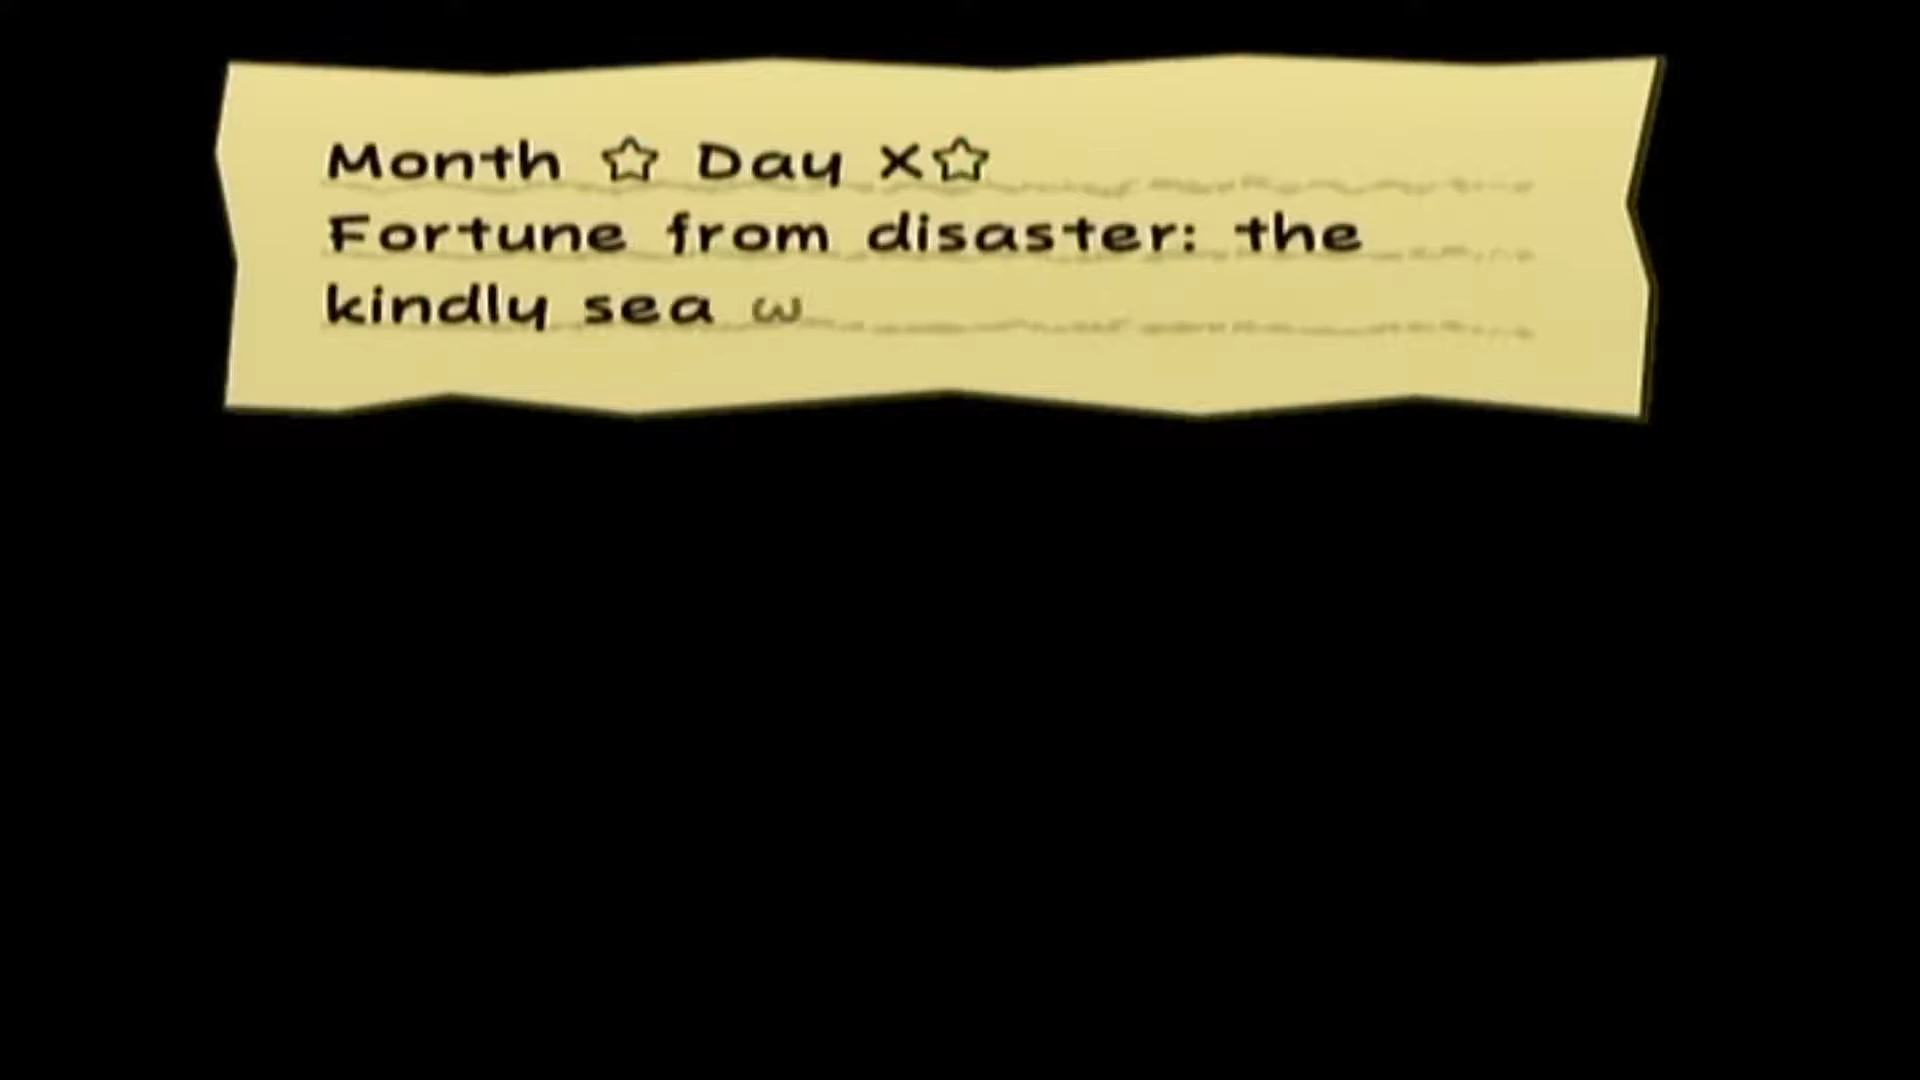 Month ☆ Day X☆
Fortune from disaster: the
kindly sea w